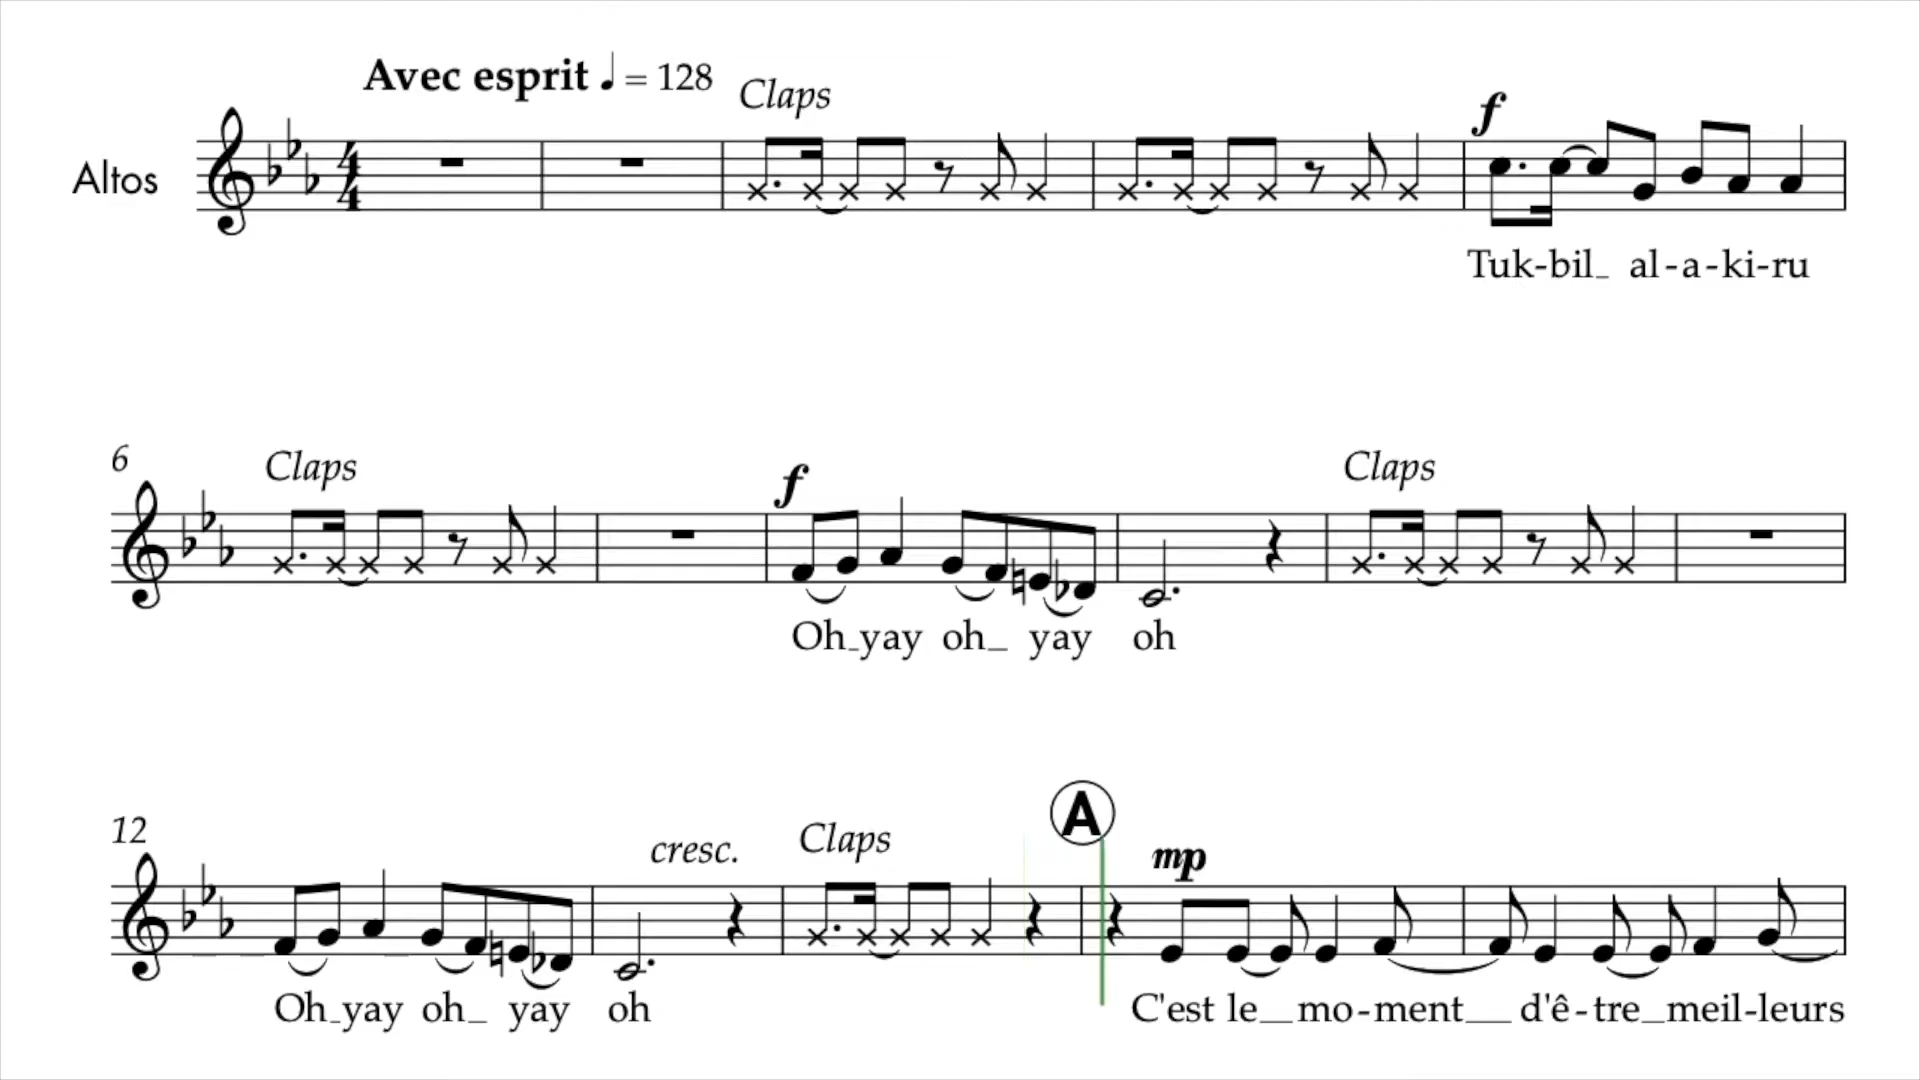 Avec esprit ♩ = 128
Claps
f
Altos
Tuk-bil_ al-a-ki-ru
6
Claps
f
Claps
Oh_yay oh_ yay oh
A
12
cresc.
Claps
mp
Oh_yay oh_ yay oh
C'est le_mo-ment_ d'ê-tre_meil-leurs